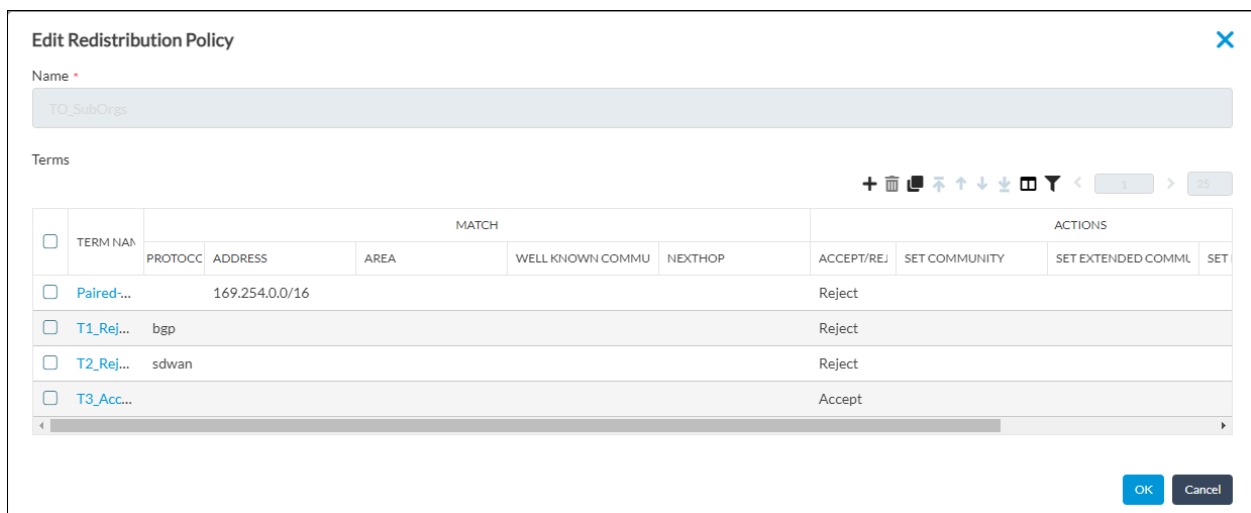 Edit Redistribution Policy
Name *
TO_SubOrgs
Terms
1 25
MATCH ACTIONS
TERM NAM PROTOCC ADDRESS AREA WELL KNOWN COMMU NEXTHOP ACCEPT/REJ SET COMMUNITY SET EXTENDED COMMU SET
Paired-... 169.254.0.0/16 Reject
T1_Rej... bgp Reject
T2_Rej... sdwan Reject
T3_Acc... Accept
OK Cancel